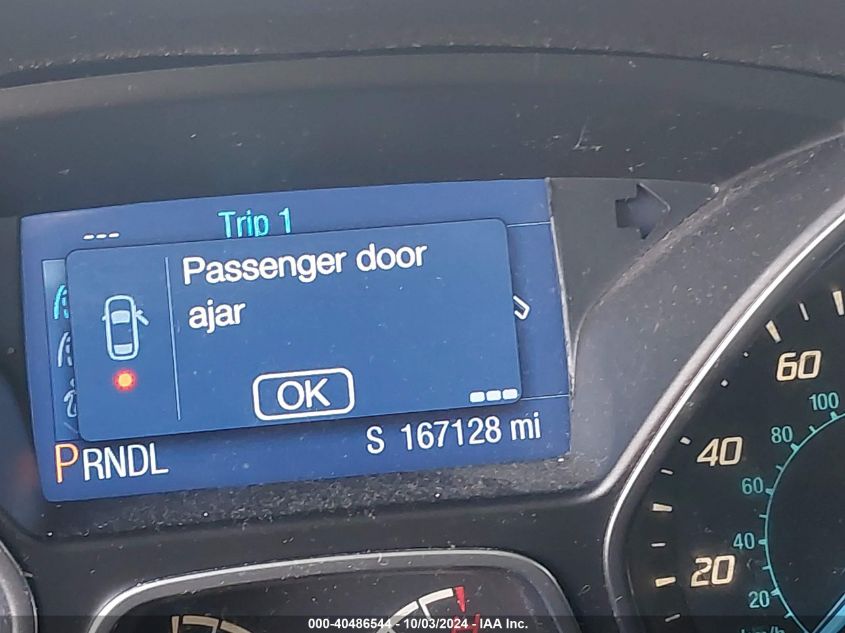 ---
Trip 1
Passenger door
ajar
OK
S 167128 mi
PRNDL
60
40
20
100
80
60
40
20
H
000-40486544 - 10/03/2024 - IAA Inc.